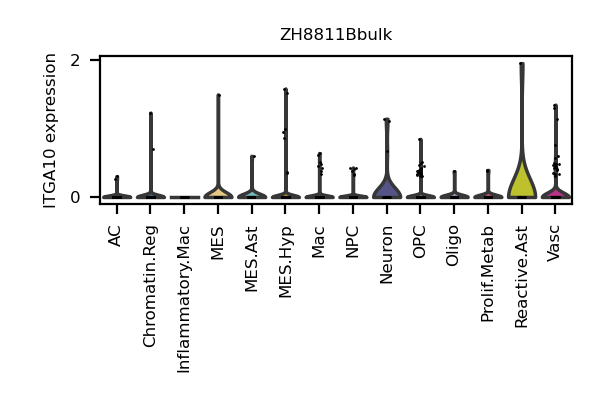 ZH8811Bbulk
ITGA10 expression
2
0
AC
Chromatin.Reg
Inflammatory.Mac
MES
MES.Ast
MES.Hyp
Mac
NPC
Neuron
OPC
Oligo
Prolif.Metab
Reactive.Ast
Vasc